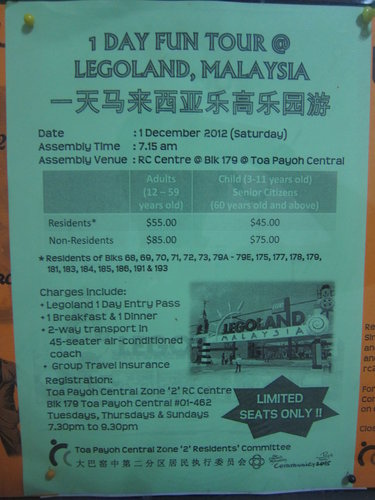 1 DAY FUN TOUR @
LEGOLAND, MALAYSIA
一天马来西亚乐高乐园游
Date : 1 December 2012 (Saturday)
Assembly Time : 7.15 am
Assembly Venue : RC Centre @ Blk 179 @ Toa Payoh Central
Adults (12 – 59 years old)
Child (3-11 years old) Senior Citizens (60 years old and above)
Residents* $55.00 $45.00
Non-Residents $85.00 $75.00
* Residents of Blks 68, 69, 70, 71, 72, 73, 79A - 79E, 175, 177, 178, 179,
181, 183, 184, 185, 186, 191 & 193
Charges include:
• Legoland 1 Day Entry Pass
• 1 Breakfast & 1 Dinner
• 2-way transport in
45-seater air-conditioned
coach
• Group Travel Insurance
LEGOLAND
MALAYSIA
Registration:
Toa Payoh Central Zone '2' RC Centre
Blk 179 Toa Payoh Central #01-462
Tuesdays, Thursdays & Sundays
7.30pm to 9.30pm
LIMITED
SEATS ONLY !!
Toa Payoh Central Zone '2' Residents' Committee
大巴窑中第二分区居民执行委员会
Community 2015